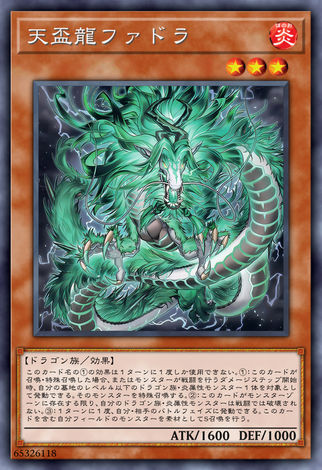 天盃龍ファドラ
ほのお
炎
【ドラゴン族/効果】
このカード名の①の効果は1ターンに1度しか使用できない。①:このカードが
召喚・特殊召喚した場合、またはモンスターが戦闘を行うダメージステップ開始
時、自分の墓地のレベル4以下のドラゴン族・炎属性モンスター1体を対象とし
て発動できる。そのモンスターを特殊召喚する。②:このカードがモンスターゾ
ーンに存在する限り、自分のドラゴン族・炎属性モンスターは戦闘では破壊され
ない。③:1ターンに1度、自分・相手のバトルフェイズに発動できる。このカー
ドを含む自分フィールドのモンスターを素材としてS召喚を行う。
ATK/1600 DEF/1000
65326118